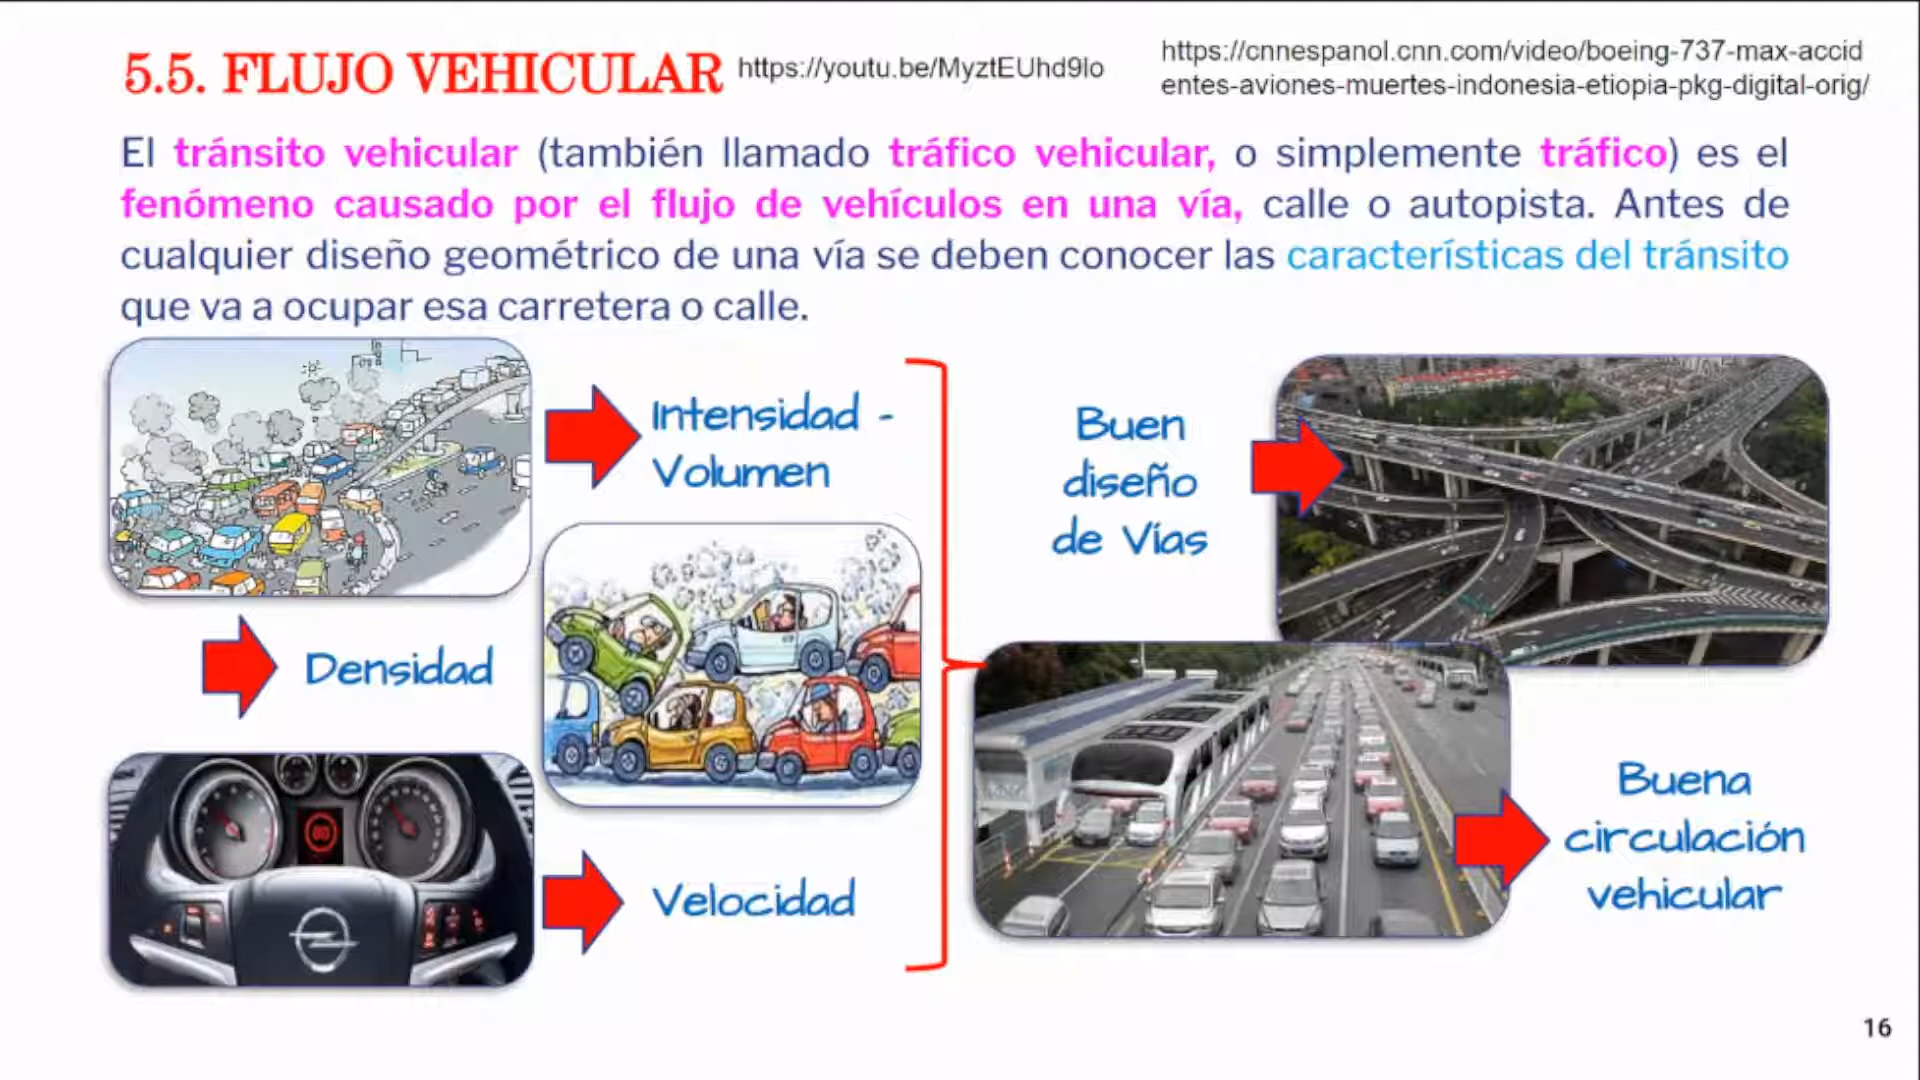 5.5. FLUJO VEHICULAR
https://youtu.be/MyztEUhd9lo
https://cnnespanol.cnn.com/video/boeing-737-max-accid
entes-aviones-muertes-indonesia-etiopia-pkg-digital-orig/
El tránsito vehicular (también llamado tráfico vehicular, o simplemente tráfico) es el
fenómeno causado por el flujo de vehículos en una vía, calle o autopista. Antes de
cualquier diseño geométrico de una vía se deben conocer las características del tránsito
que va a ocupar esa carretera o calle.
Intensidad -
Volumen
Densidad
Velocidad
Buen
diseño
de Vías
Buena
circulación
vehicular
16